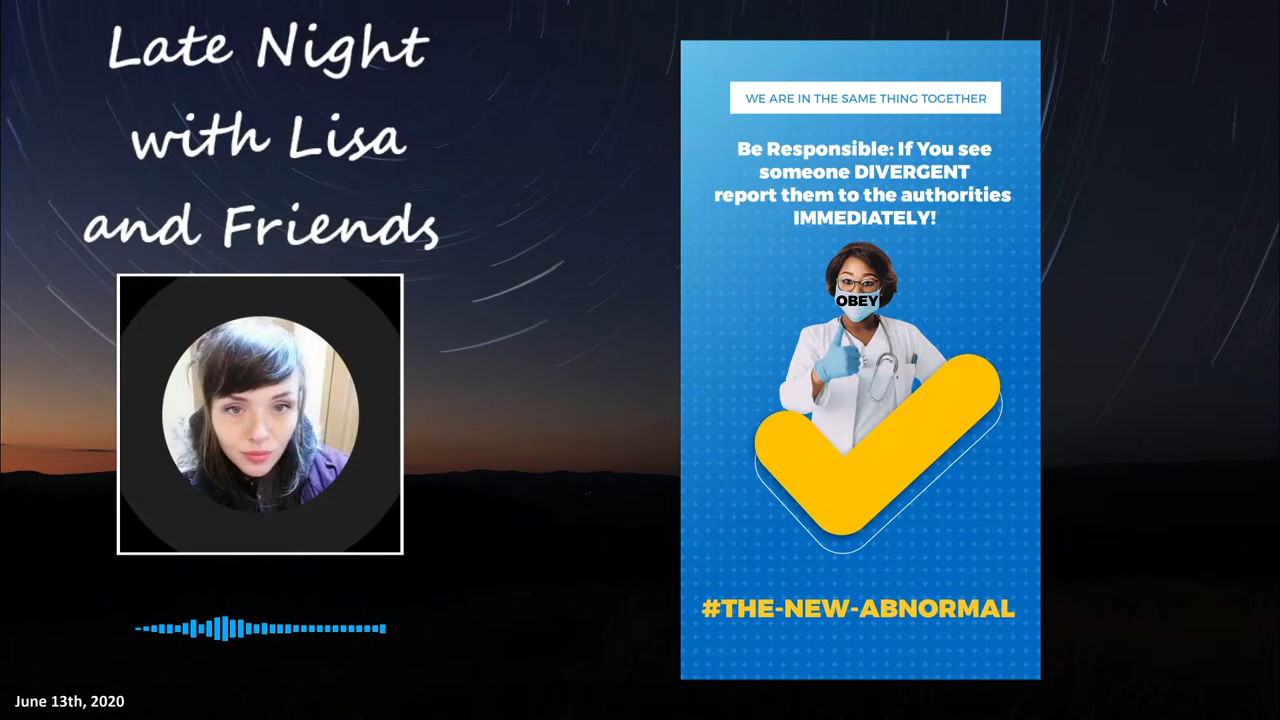 Late Night
with Lisa
and Friends
WE ARE IN THE SAME THING TOGETHER
Be Responsible: If You see
someone DIVERGENT
report them to the authorities
IMMEDIATELY!
OBEY
#THE-NEW-ABNORMAL
June 13th, 2020